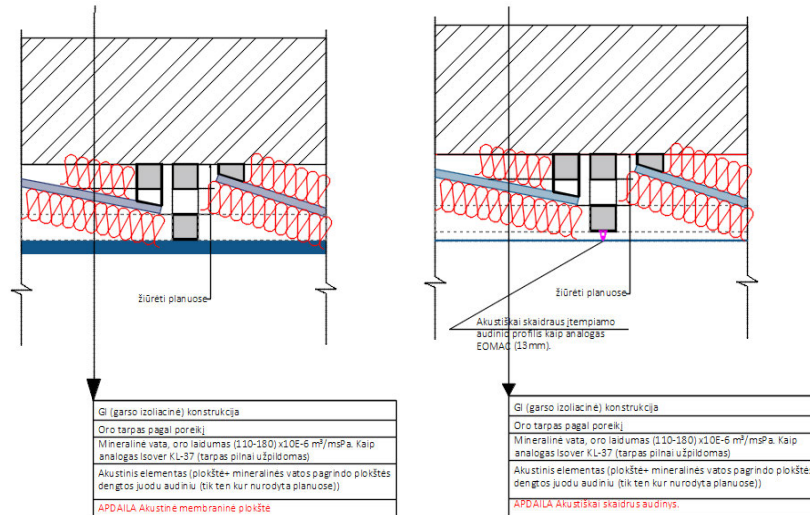 žiūrėti planuose
žiūrėti planuose
Akustiškai skaidraus įtempiamo
audinio profilis kaip analogas
EOMAC (13mm).
GI (garso izoliacinė) konstrukcija
Oro tarpas pagal poreikį
Mineralinė vata, oro laidumas (110-180) x10E-6 m³/msPa. Kaip
analogas Isover KL-37 (tarpas pilnai užpildomas)
Akustinis elementas (plokštė+ mineralinės vatos pagrindo plokštės
dengtos juodu audiniu (tik ten kur nurodyta planuose))
APDAILA Akustinė membraninė plokštė
GI (garso izoliacinė) konstrukcija
Oro tarpas pagal poreikį
Mineralinė vata, oro laidumas (110-180) x10E-6 m³/msPa. Kaip
analogas Isover KL-37 (tarpas pilnai užpildomas)
Akustinis elementas (plokštė+ mineralinės vatos pagrindo plokštė
dengtos juodu audiniu (tik ten kur nurodyta planuose))
APDAILA Akustiškai skaidrus audinys.